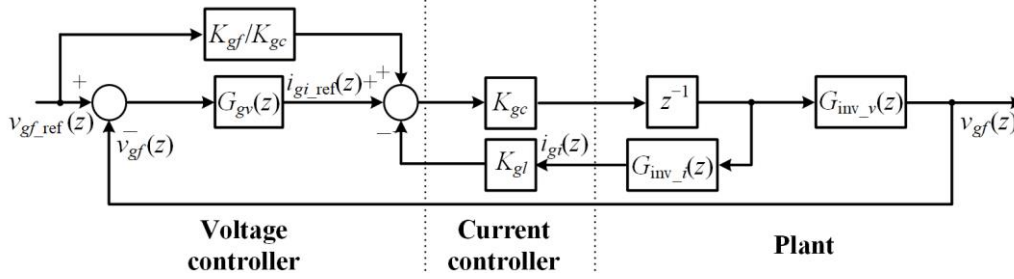 K_gf/K_gc
+
+
G_gv(z)
i_gi_ref(z)
+
v_gf_ref(z)
−
v_gf(z)
−
K_gc
z⁻¹
G_inv_v(z)
v_gf(z)
K_gl
i_gi(z)
G_inv_i(z)
Voltage
controller
Current
controller
Plant